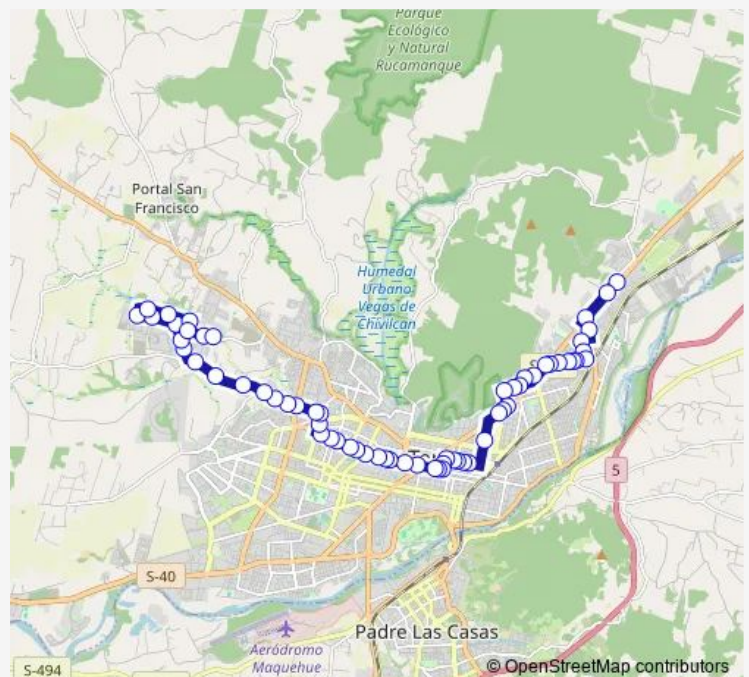 Parque
Ecológico
y Natural
Rucamanque
Portal San
Francisco
Humedal
Urbano
Vegas de
Chivilcan
5
S-40
Padre Las Casas
Aeródromo
Maquehue
S-494
© OpenStreetMap contributors